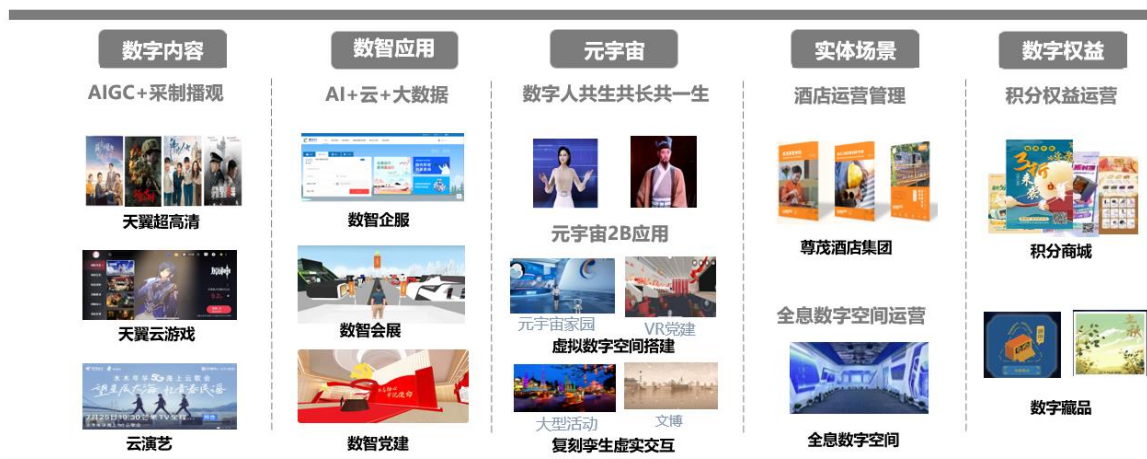 数字内容
AIGC+采制播观
天翼超高清
天翼云游戏
云演艺
数智应用
AI+云+大数据
数智企服
数智会展
数智党建
元宇宙
数字人共生共长共一生
元宇宙2B应用
元宇宙家园
VR党建
虚拟数字空间搭建
大型活动
文博
复刻孪生虚实交互
实体场景
酒店运营管理
尊茂酒店集团
全息数字空间运营
全息数字空间
数字权益
积分权益运营
3折
来袭
积分商城
数字藏品